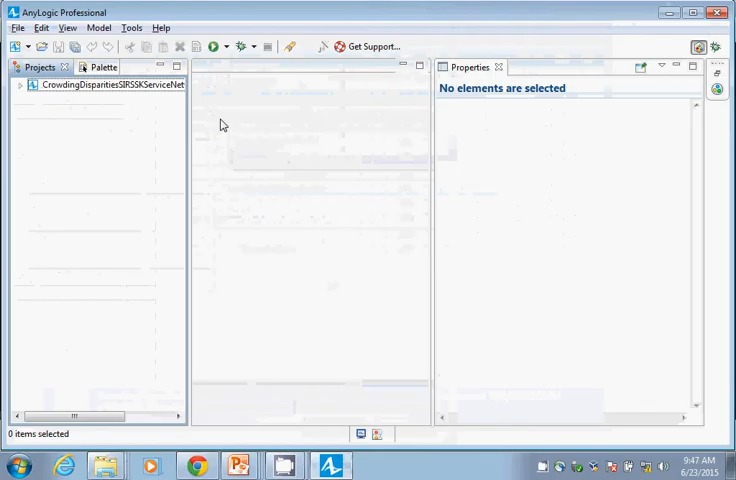 AnyLogic Professional
File Edit View Model Tools Help
Get Support...
Projects Palette
Properties
CrowdingDisparitiesSIRSSKServiceNet
No elements are selected
0 items selected
9:47 AM
6/23/2015